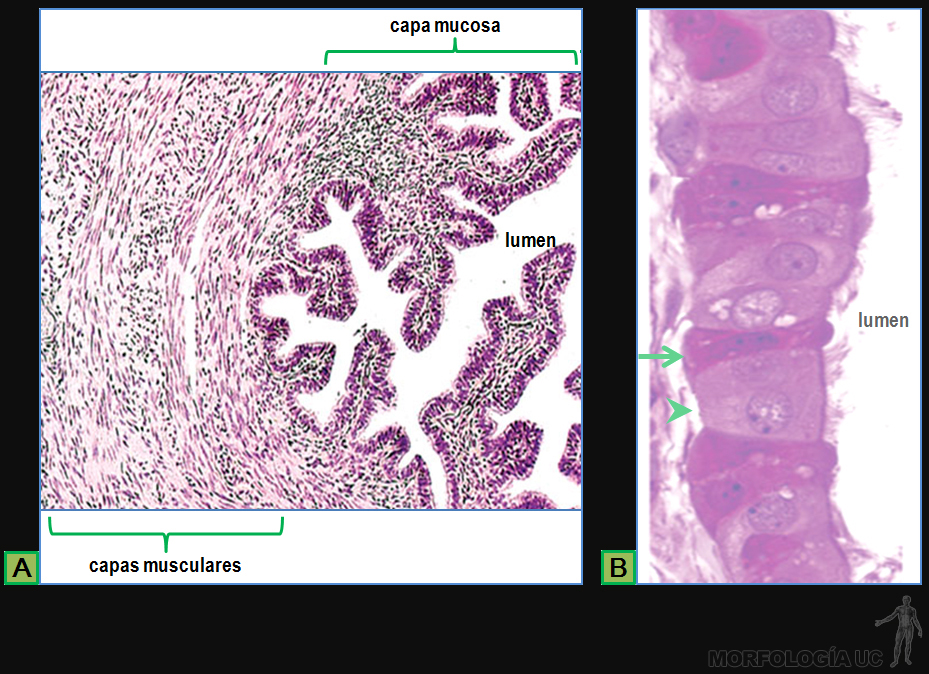 capa mucosa
lumen
lumen
capas musculares
A
B
MORFOLOGÍA UC